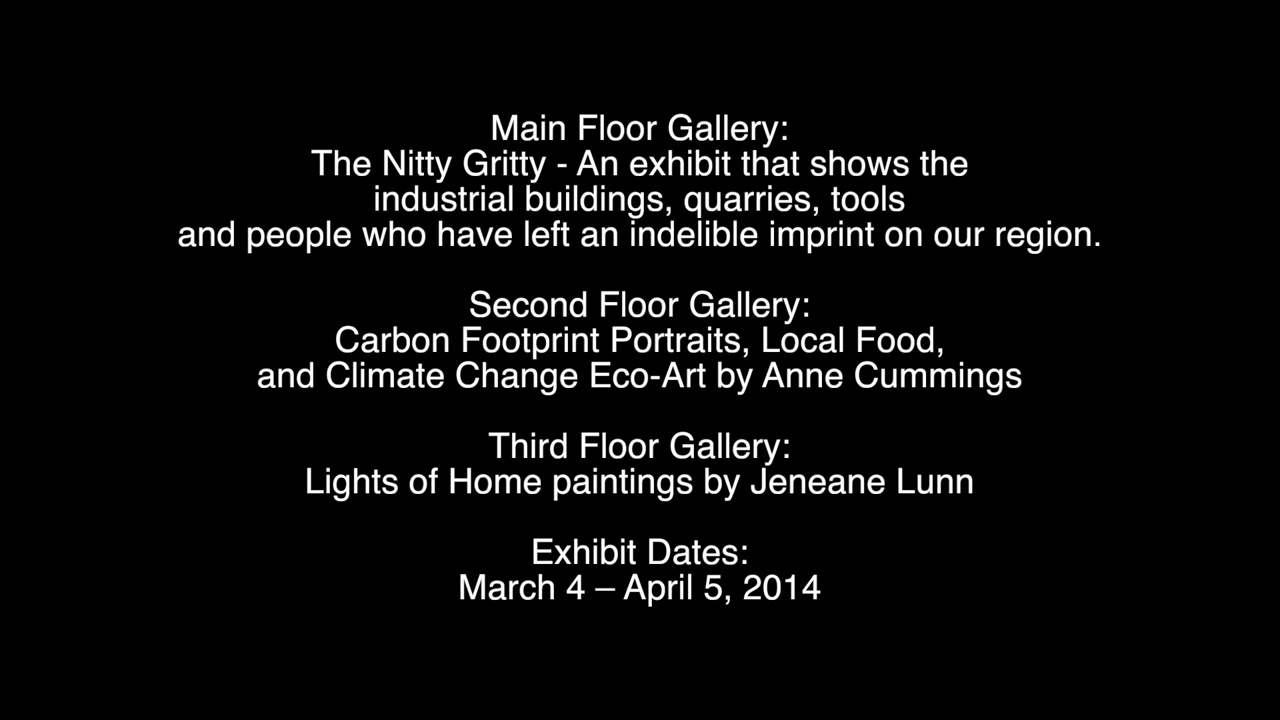 Main Floor Gallery:
The Nitty Gritty - An exhibit that shows the
industrial buildings, quarries, tools
and people who have left an indelible imprint on our region.
Second Floor Gallery:
Carbon Footprint Portraits, Local Food,
and Climate Change Eco-Art by Anne Cummings
Third Floor Gallery:
Lights of Home paintings by Jeneane Lunn
Exhibit Dates:
March 4 – April 5, 2014